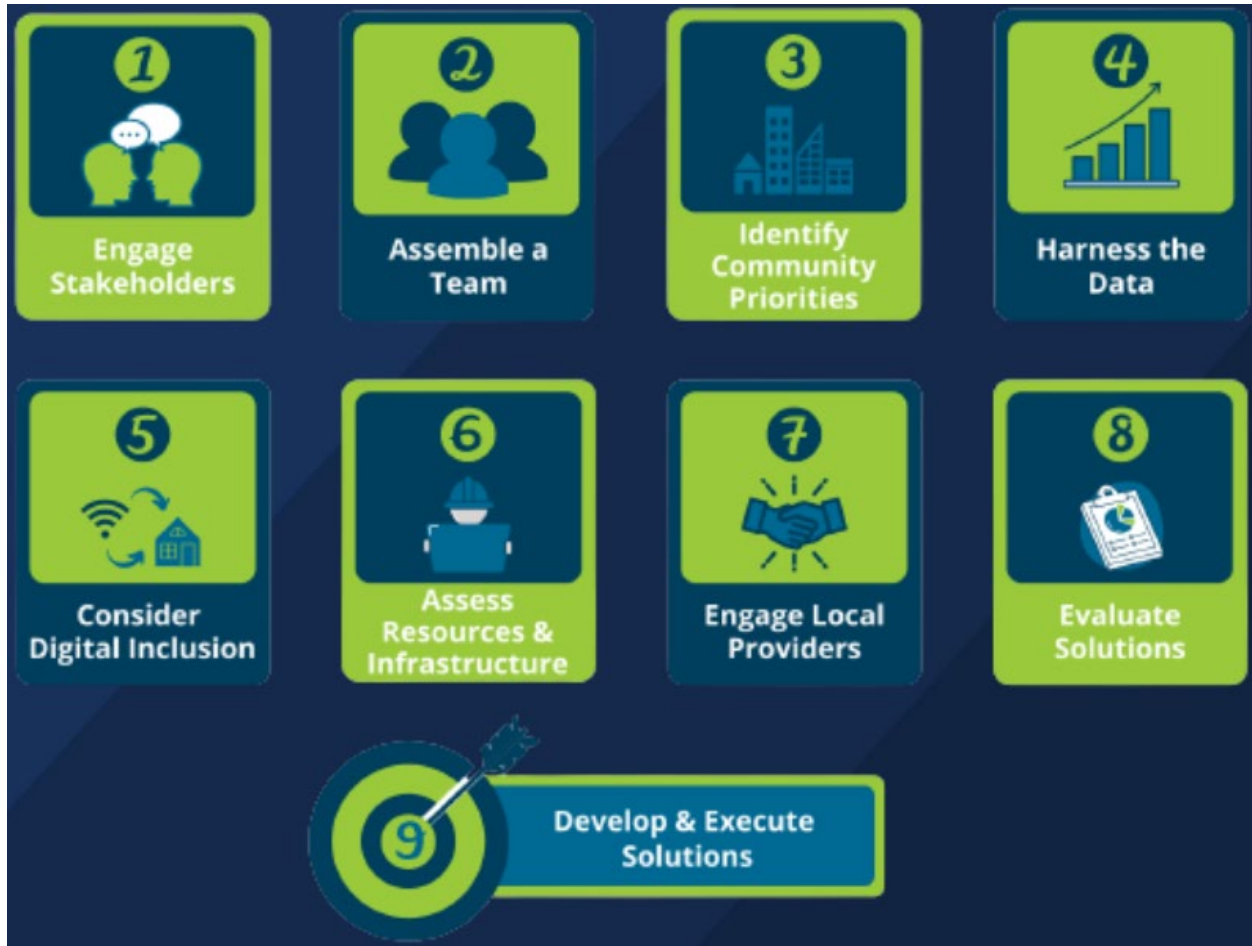 1
Engage
Stakeholders
2
Assemble a
Team
3
Identify
Community
Priorities
4
Harness the
Data
5
Consider
Digital Inclusion
6
Assess
Resources &
Infrastructure
7
Engage Local
Providers
8
Evaluate
Solutions
9
Develop & Execute
Solutions